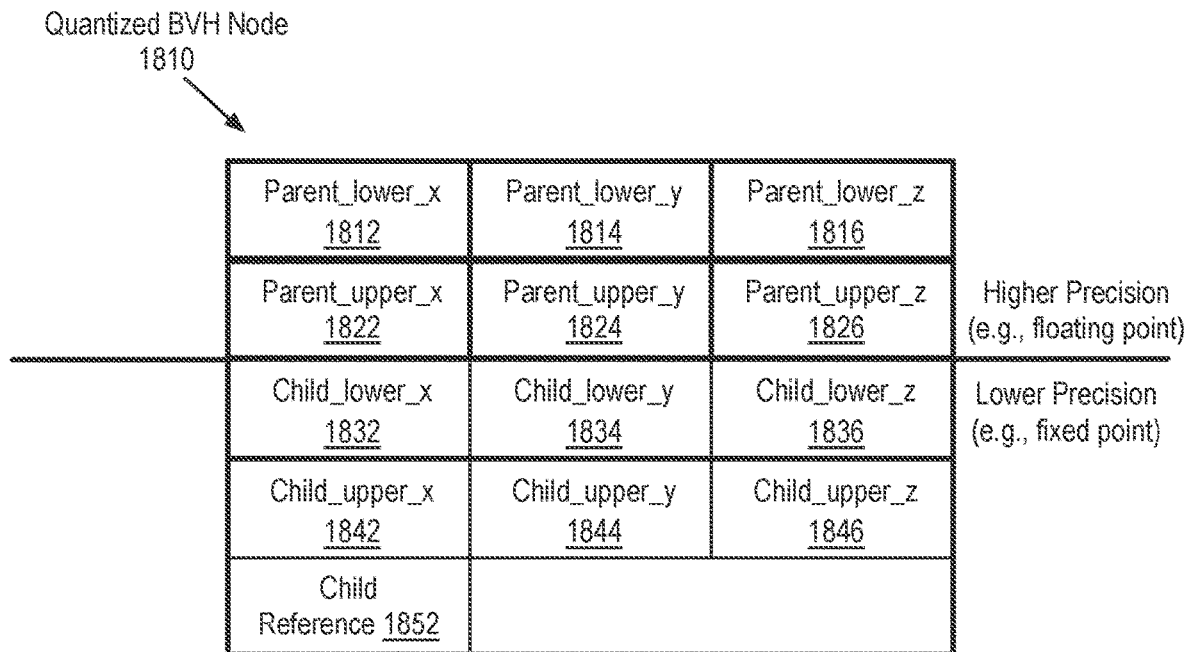 Quantized BVH Node
1810
Parent_lower_x Parent_lower_y Parent_lower_z
1812 1814 1816
Parent_upper_x Parent_upper_y Parent_upper_z Higher Precision
1822 1824 1826 (e.g., floating point)
Child_lower_x Child_lower_y Child_lower_z Lower Precision
1832 1834 1836 (e.g., fixed point)
Child_upper_x Child_upper_y Child_upper_z
1842 1844 1846
Child
Reference 1852